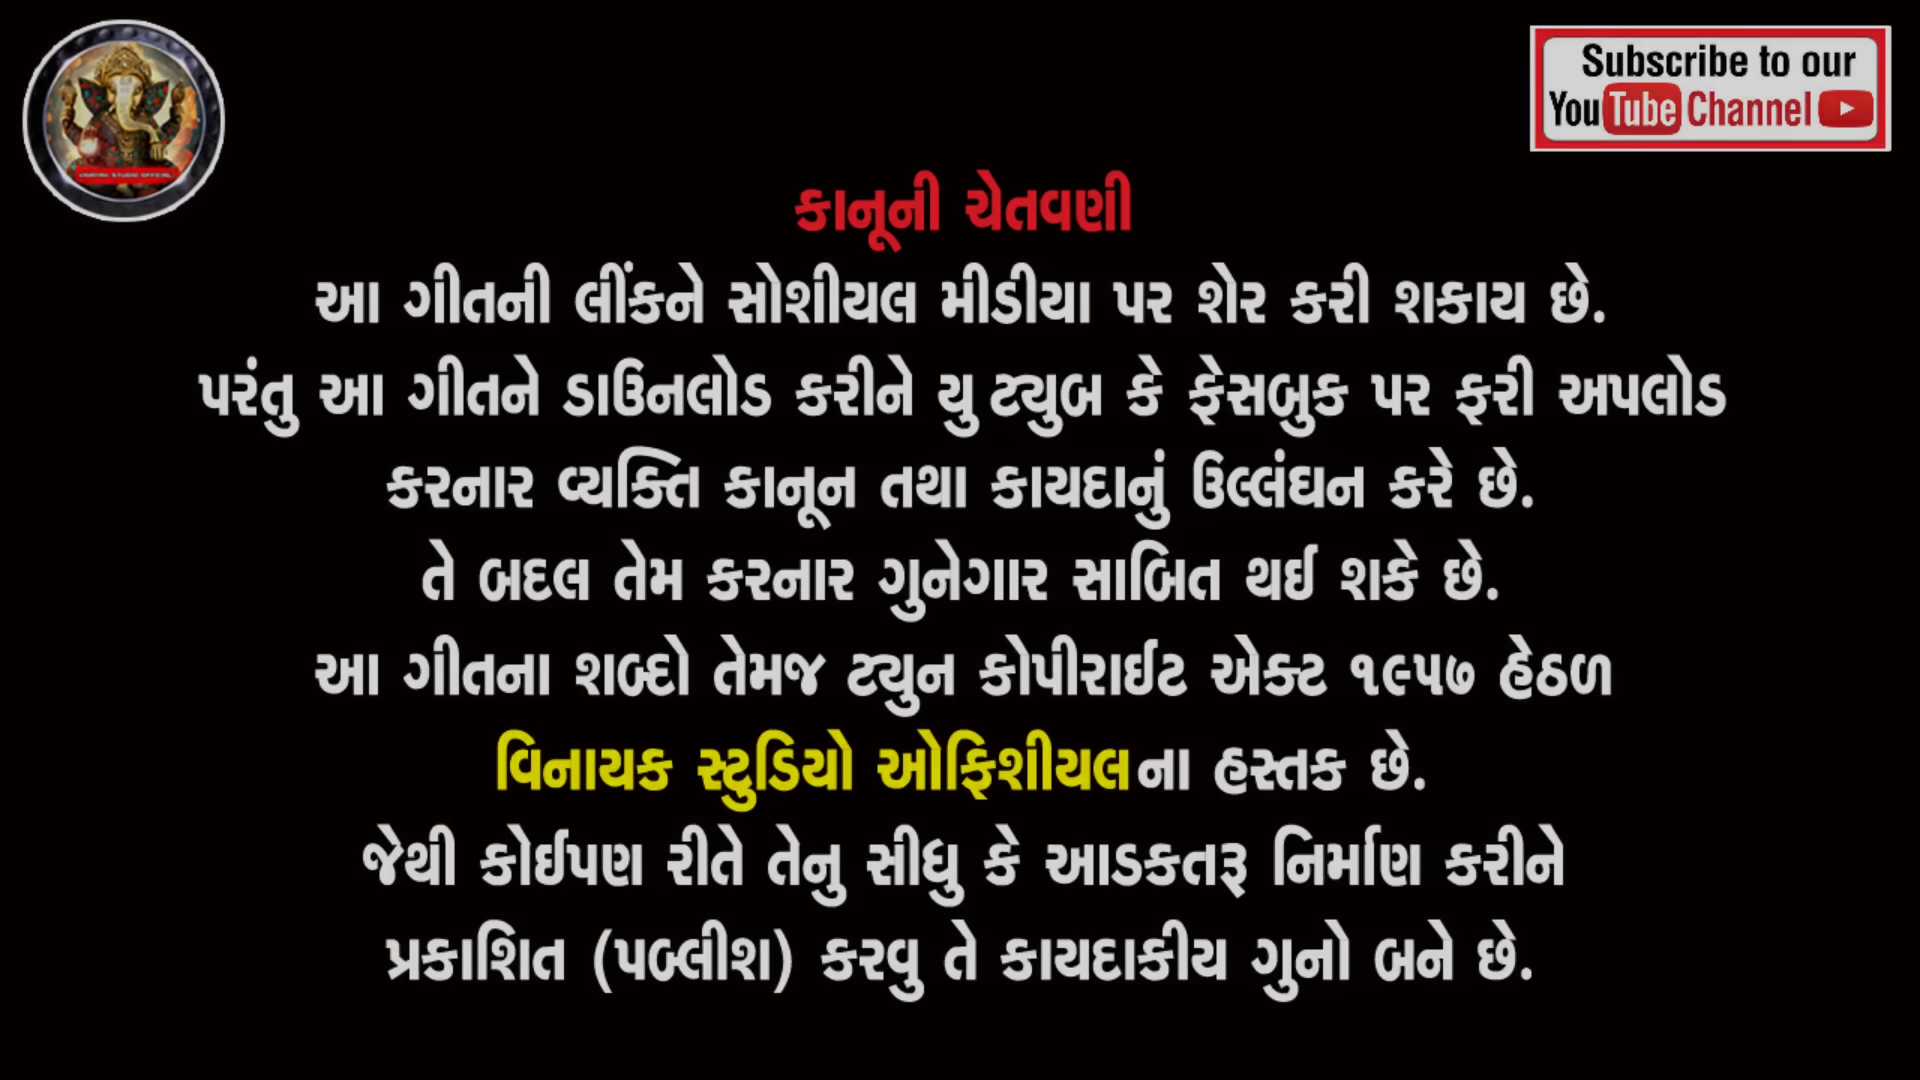 Subscribe to our
YouTube Channel
કાનૂની ચેતવણી
આ ગીતની લીંકને સોશીયલ મીડીયા પર શેર કરી શકાય છે.
પરંતુ આ ગીતને ડાઉનલોડ કરીને યુ ટ્યુબ કે ફેસબુક પર ફરી અપલોડ
કરનાર વ્યક્તિ કાનૂન તથા કાયદાનું ઉલ્લંઘન કરે છે.
તે બદલ તેમ કરનાર ગુનેગાર સાબિત થઈ શકે છે.
આ ગીતના શબ્દો તેમજ ટ્યુન કોપીરાઈટ એક્ટ ૧૯૫૭ હેઠળ
વિનાયક સ્ટુડિયો ઓફિશીયલના હસ્તક છે.
જેથી કોઈપણ રીતે તેનુ સીધુ કે આડકતરૂ નિર્માણ કરીને
પ્રકાશિત (પબ્લીશ) કરવુ તે કાયદાકીય ગુનો બને છે.